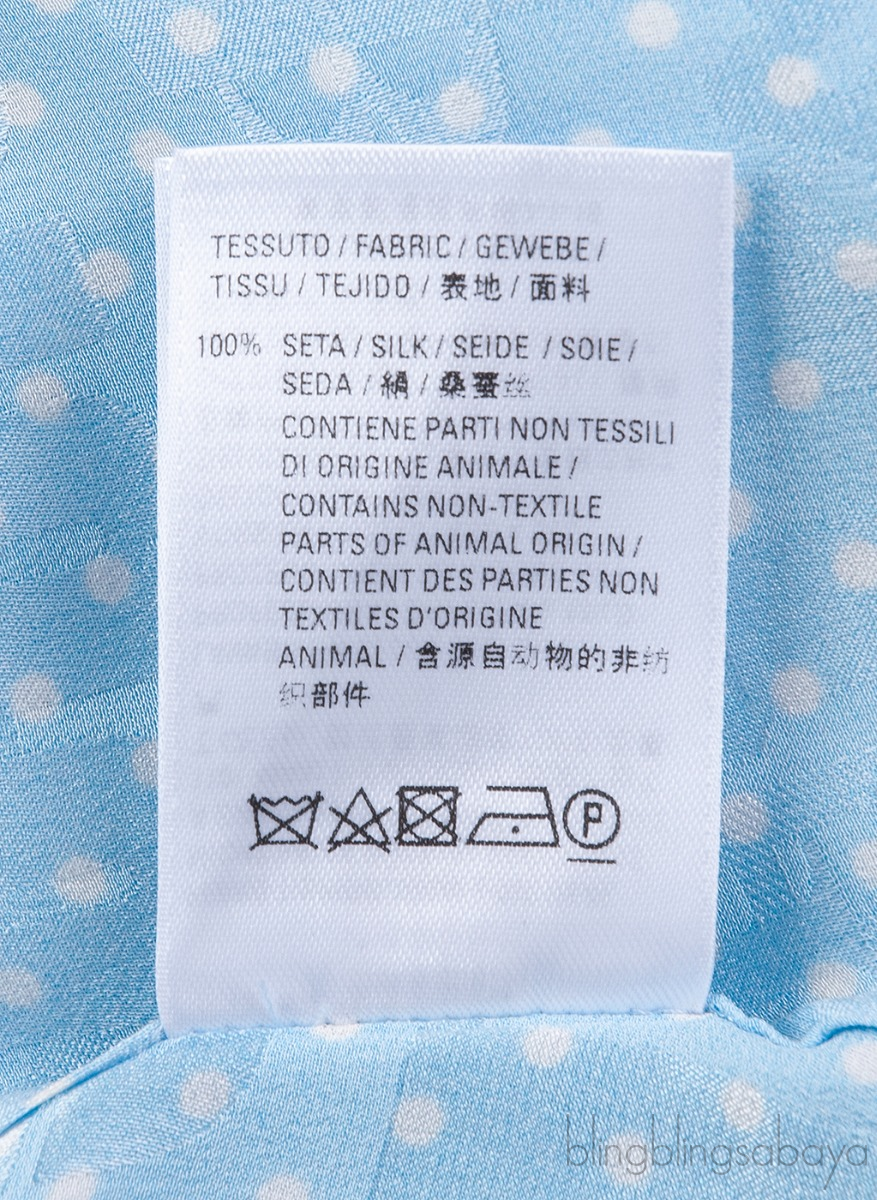 TESSUTO / FABRIC / GEWEBE /
TISSU / TEJIDO / 表地 / 面料
100% SETA / SILK / SEIDE / SOIE /
SEDA / 絹 / 桑蚕丝
CONTIENE PARTI NON TESSILI
DI ORIGINE ANIMALE /
CONTAINS NON-TEXTILE
PARTS OF ANIMAL ORIGIN /
CONTIENT DES PARTIES NON
TEXTILES D'ORIGINE
ANIMAL / 含源自动物的非纺
织部件
P
blingblingsabaya